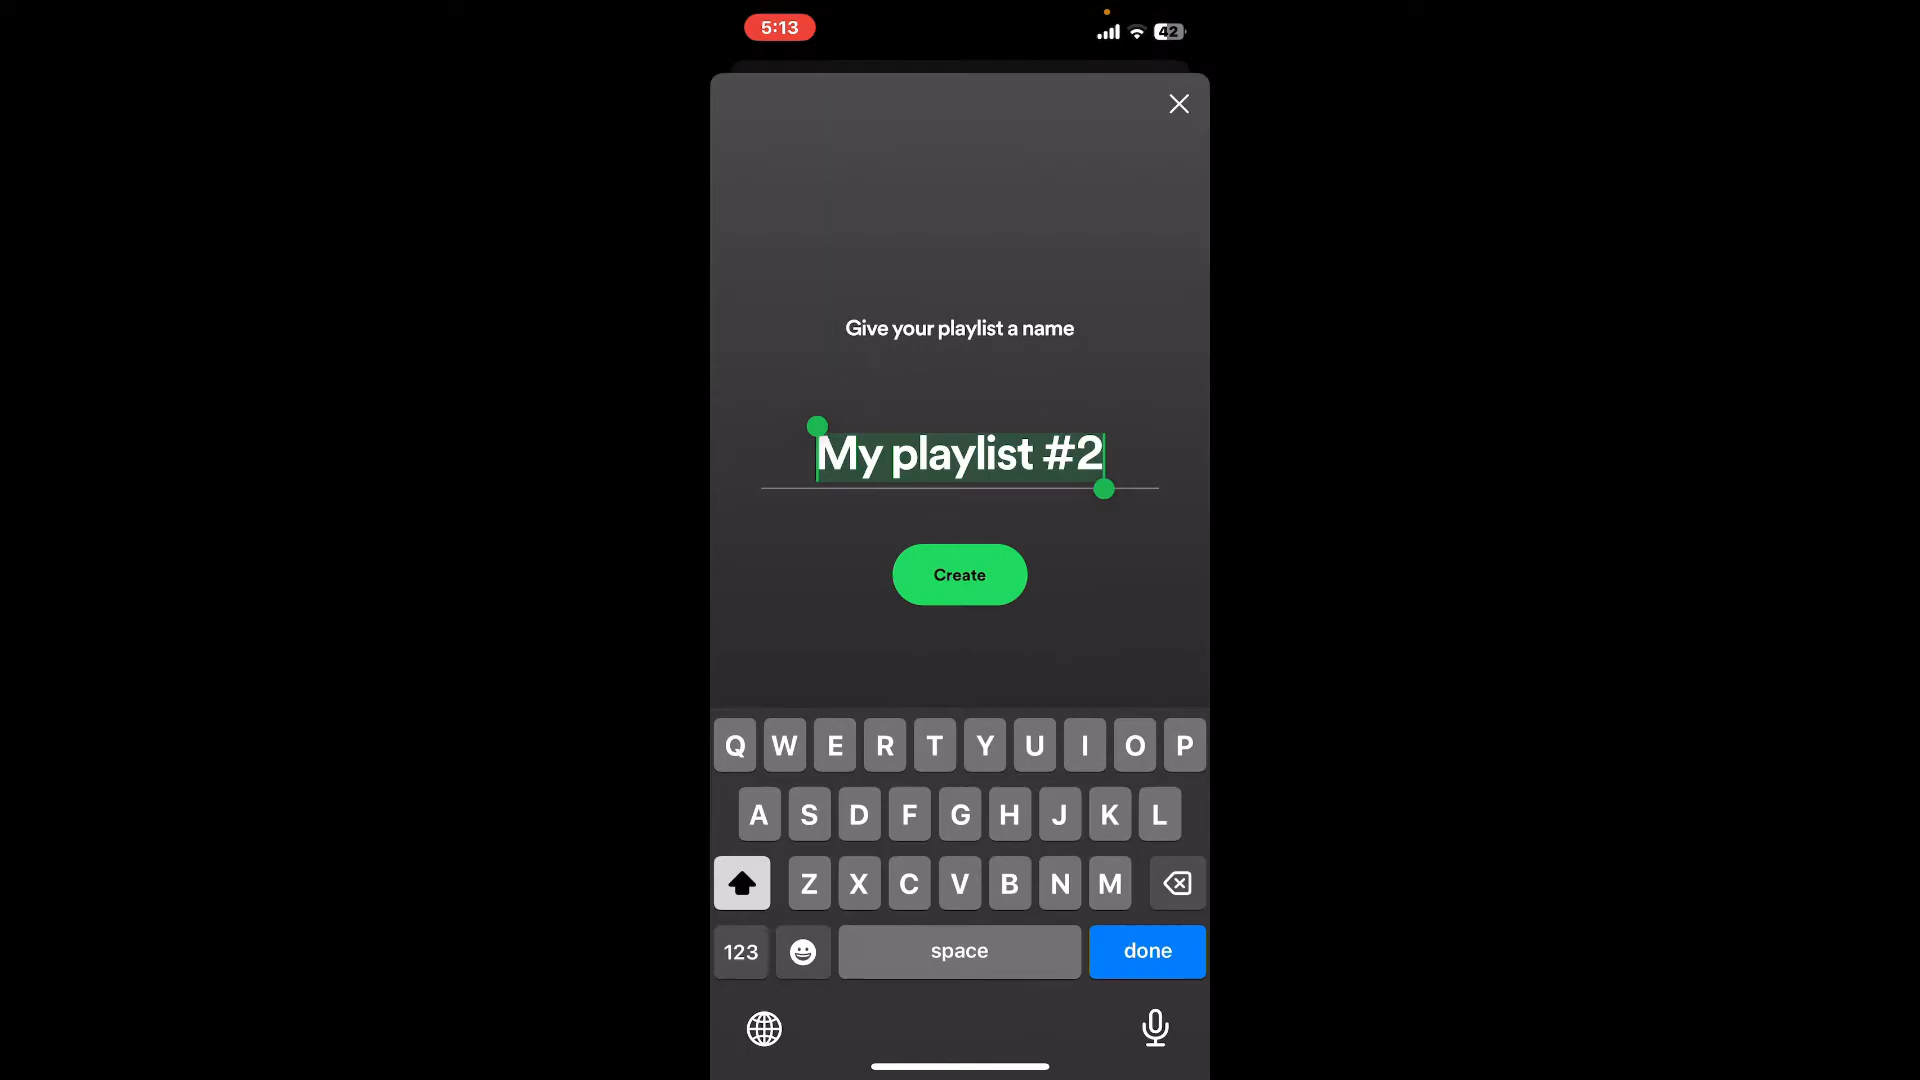 5:13
42
Give your playlist a name
My playlist #2
Create
Q W E R T Y U I O P
A S D F G H J K L
Z X C V B N M
123 space done